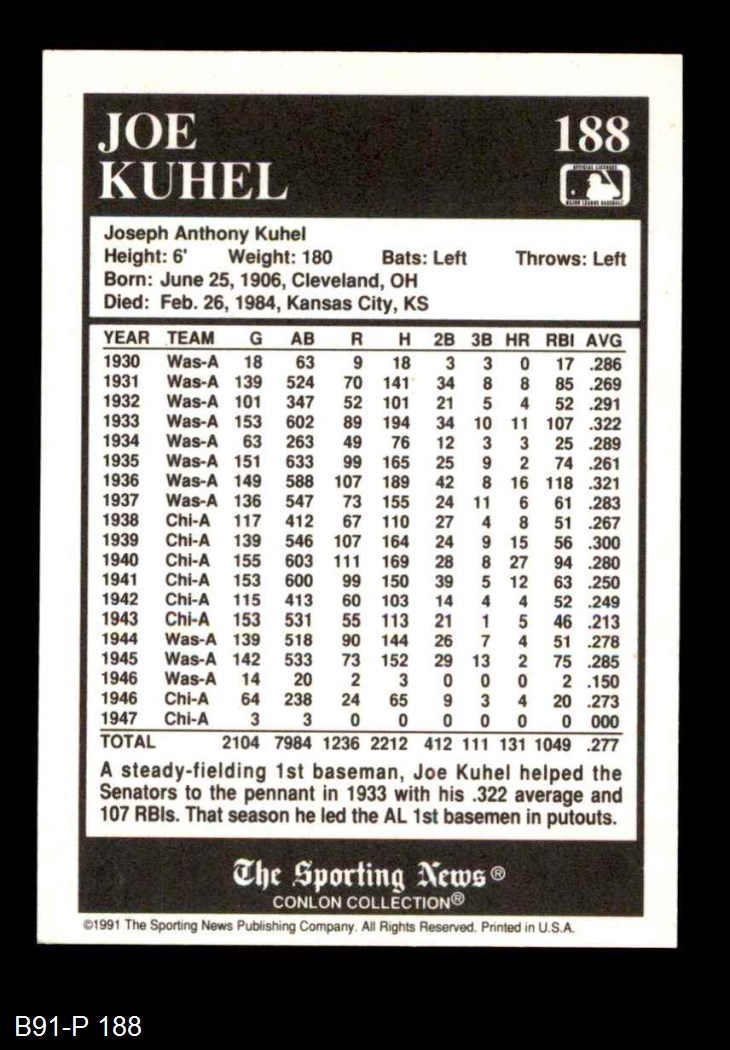 JOE
KUHEL
188
OFFICIAL LICENSEE
MAJOR LEAGUE BASEBALL
Joseph Anthony Kuhel
Height: 6' Weight: 180 Bats: Left Throws: Left
Born: June 25, 1906, Cleveland, OH
Died: Feb. 26, 1984, Kansas City, KS
YEAR TEAM G AB R H 2B 3B HR RBI AVG
1930 Was-A 18 63 9 18 3 3 0 17 .286
1931 Was-A 139 524 70 141 34 8 8 85 .269
1932 Was-A 101 347 52 101 21 5 4 52 .291
1933 Was-A 153 602 89 194 34 10 11 107 .322
1934 Was-A 63 263 49 76 12 3 3 25 .289
1935 Was-A 151 633 99 165 25 9 2 74 .261
1936 Was-A 149 588 107 189 42 8 16 118 .321
1937 Was-A 136 547 73 155 24 11 6 61 .283
1938 Chi-A 117 412 67 110 27 4 8 51 .267
1939 Chi-A 139 546 107 164 24 9 15 56 .300
1940 Chi-A 155 603 111 169 28 8 27 94 .280
1941 Chi-A 153 600 99 150 39 5 12 63 .250
1942 Chi-A 115 413 60 103 14 4 4 52 .249
1943 Chi-A 153 531 55 113 21 1 5 46 .213
1944 Was-A 139 518 90 144 26 7 4 51 .278
1945 Was-A 142 533 73 152 29 13 2 75 .285
1946 Was-A 14 20 2 3 0 0 0 2 .150
1946 Chi-A 64 238 24 65 9 3 4 20 .273
1947 Chi-A 3 3 0 0 0 0 0 0 000
TOTAL 2104 7984 1236 2212 412 111 131 1049 .277
A steady-fielding 1st baseman, Joe Kuhel helped the
Senators to the pennant in 1933 with his .322 average and
107 RBIs. That season he led the AL 1st basemen in putouts.
The Sporting News®
CONLON COLLECTION®
©1991 The Sporting News Publishing Company. All Rights Reserved. Printed in U.S.A.
B91-P 188